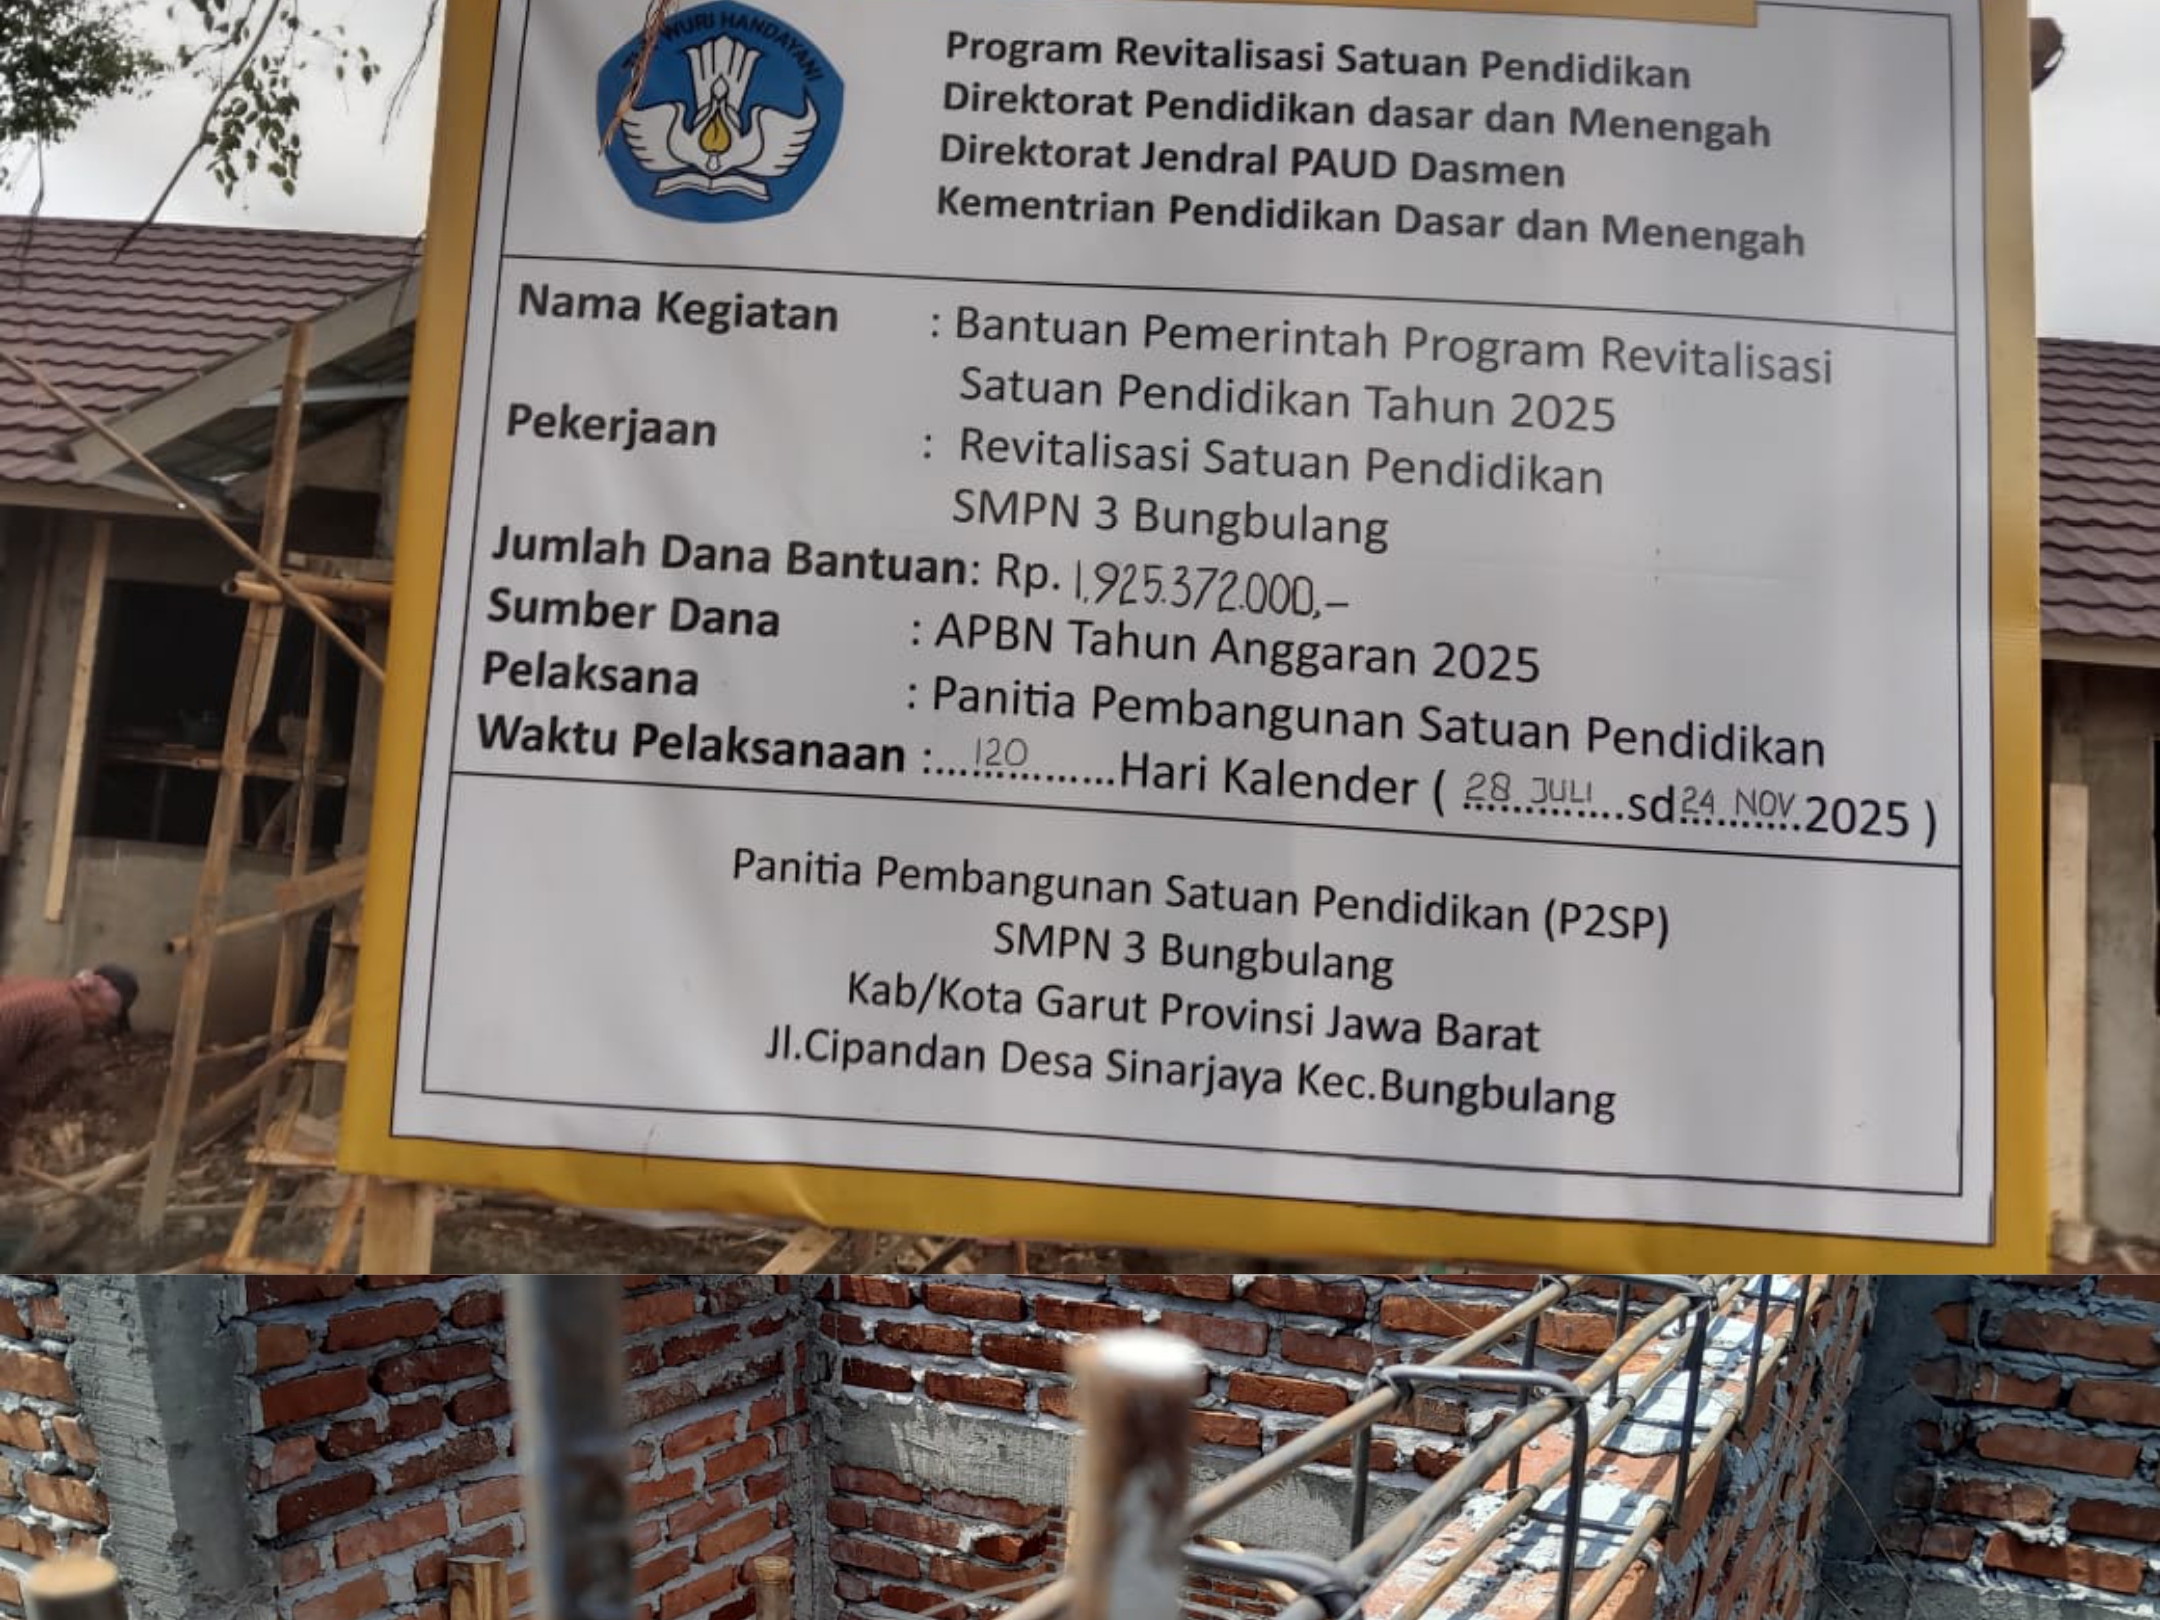 TUT WURI HANDAYANI
Program Revitalisasi Satuan Pendidikan
Direktorat Pendidikan dasar dan Menengah
Direktorat Jendral PAUD Dasmen
Kementrian Pendidikan Dasar dan Menengah
Nama Kegiatan : Bantuan Pemerintah Program Revitalisasi
Satuan Pendidikan Tahun 2025
Pekerjaan : Revitalisasi Satuan Pendidikan
SMPN 3 Bungbulang
Jumlah Dana Bantuan: Rp. 1.925.372.000,-
Sumber Dana : APBN Tahun Anggaran 2025
Pelaksana : Panitia Pembangunan Satuan Pendidikan
Waktu Pelaksanaan :....120.........Hari Kalender ( 28 JULI sd 24 NOV 2025 )
Panitia Pembangunan Satuan Pendidikan (P2SP)
SMPN 3 Bungbulang
Kab/Kota Garut Provinsi Jawa Barat
Jl.Cipandan Desa Sinarjaya Kec.Bungbulang